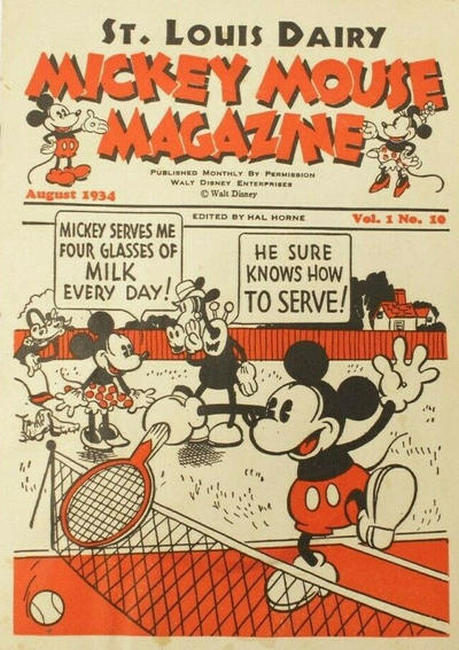 ST. LOUIS DAIRY
MICKEY MOUSE
MAGAZINE
PUBLISHED MONTHLY BY PERMISSION
WALT DISNEY ENTERPRISES
© Walt Disney
August 1934
EDITED BY HAL HORNE
Vol. 1 No. 10
MICKEY SERVES ME
FOUR GLASSES OF
MILK
EVERY DAY!
HE SURE
KNOWS HOW
TO SERVE!